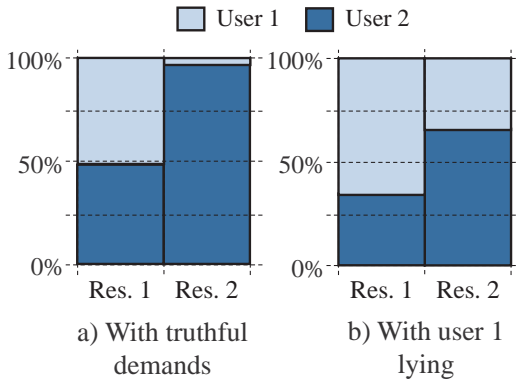 User 1 User 2
100% 100%
50% 50%
0% 0%
Res. 1 Res. 2 Res. 1 Res. 2
a) With truthful
demands
b) With user 1
lying